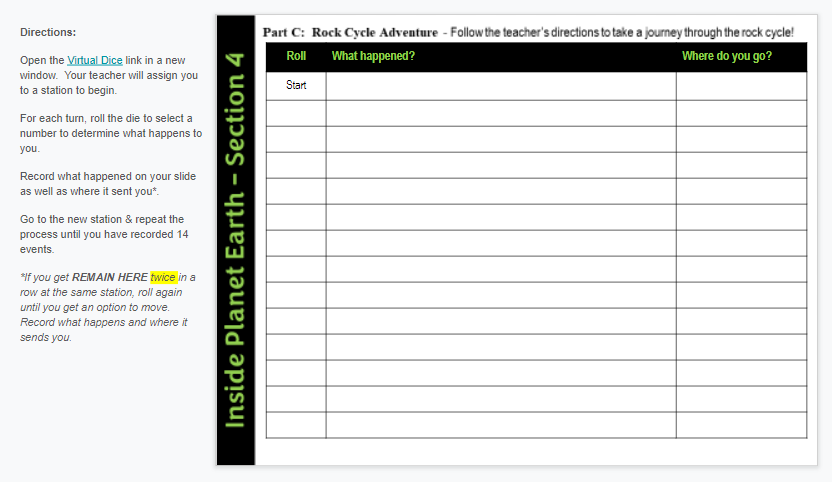 Directions:
Open the Virtual Dice link in a new
window.  Your teacher will assign you
to a station to begin.
For each turn, roll the die to select a
number to determine what happens to
you.
Record what happened on your slide
as well as where it sent you*.
Go to the new station & repeat the
process until you have recorded 14
events.
*If you get REMAIN HERE twice in a
row at the same station, roll again
until you get an option to move.
Record what happens and where it
sends you.
Inside Planet Earth – Section 4
Part C:  Rock Cycle Adventure - Follow the teacher's directions to take a journey through the rock cycle!
Roll What happened? Where do you go?
Start